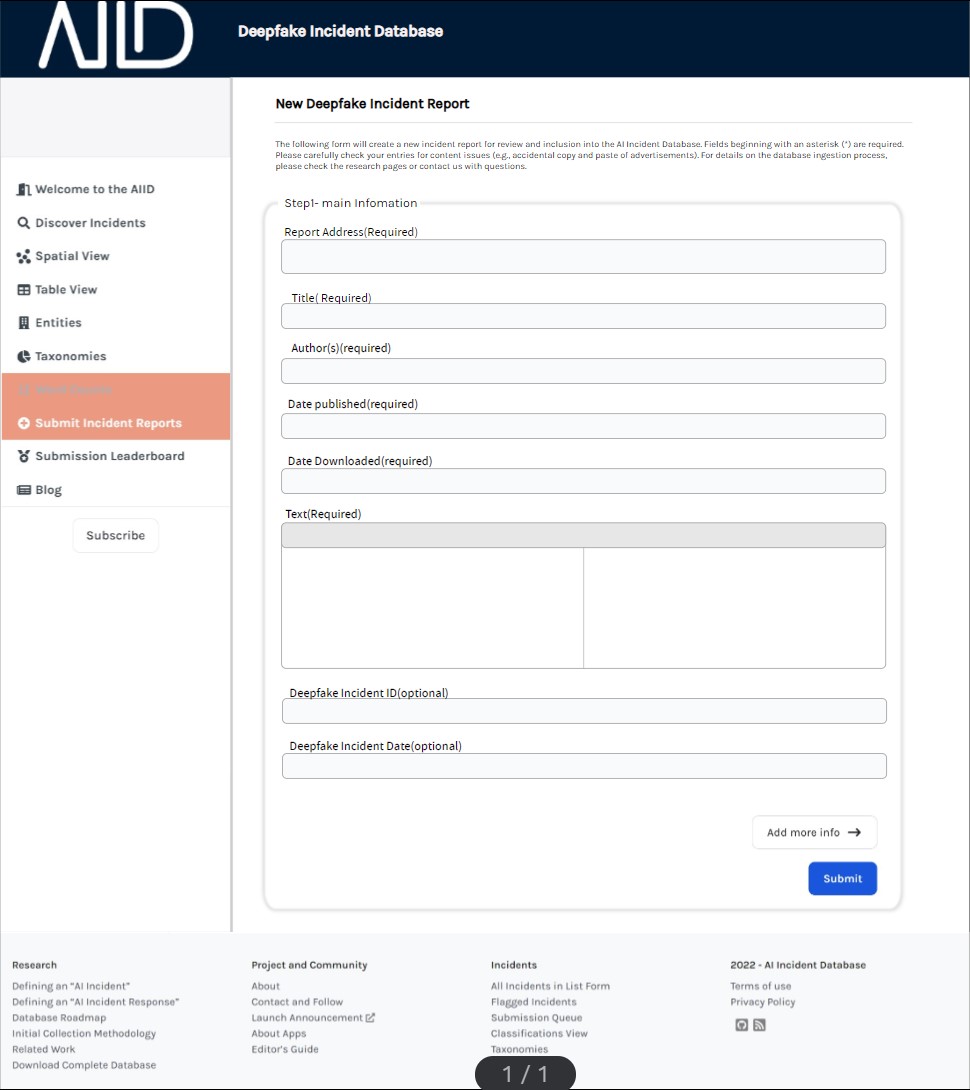 AIID
Deepfake Incident Database
New Deepfake Incident Report
The following form will create a new incident report for review and inclusion into the AI Incident Database. Fields beginning with an asterisk (*) are required.
Please carefully check your entries for content issues (e.g., accidental copy and paste of advertisements). For details on the database ingestion process,
please check the research pages or contact us with questions.
Welcome to the AIID
Discover Incidents
Spatial View
Table View
Entities
Taxonomies
Submit Incident Reports
Submission Leaderboard
Blog
Subscribe
Step1- main Infomation
Report Address(Required)
Title( Required)
Author(s)(required)
Date published(required)
Date Downloaded(required)
Text(Required)
Deepfake Incident ID(optional)
Deepfake Incident Date(optional)
Add more info
Submit
Research
Defining an “AI Incident”
Defining an “AI Incident Response”
Database Roadmap
Initial Collection Methodology
Related Work
Download Complete Database
Project and Community
About
Contact and Follow
Launch Announcement
About Apps
Editor’s Guide
Incidents
All Incidents in List Form
Flagged Incidents
Submission Queue
Classifications View
Taxonomies
2022 - AI Incident Database
Terms of use
Privacy Policy
1 / 1